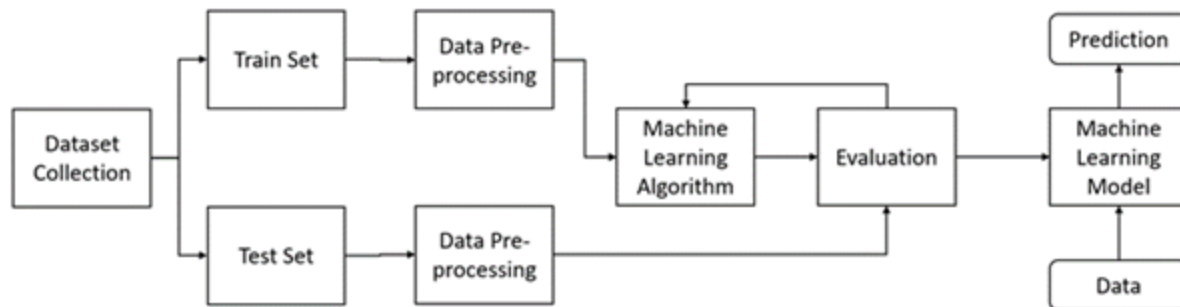 Dataset
Collection
Train Set
Data Pre-
processing
Test Set
Data Pre-
processing
Machine
Learning
Algorithm
Evaluation
Prediction
Machine
Learning
Model
Data